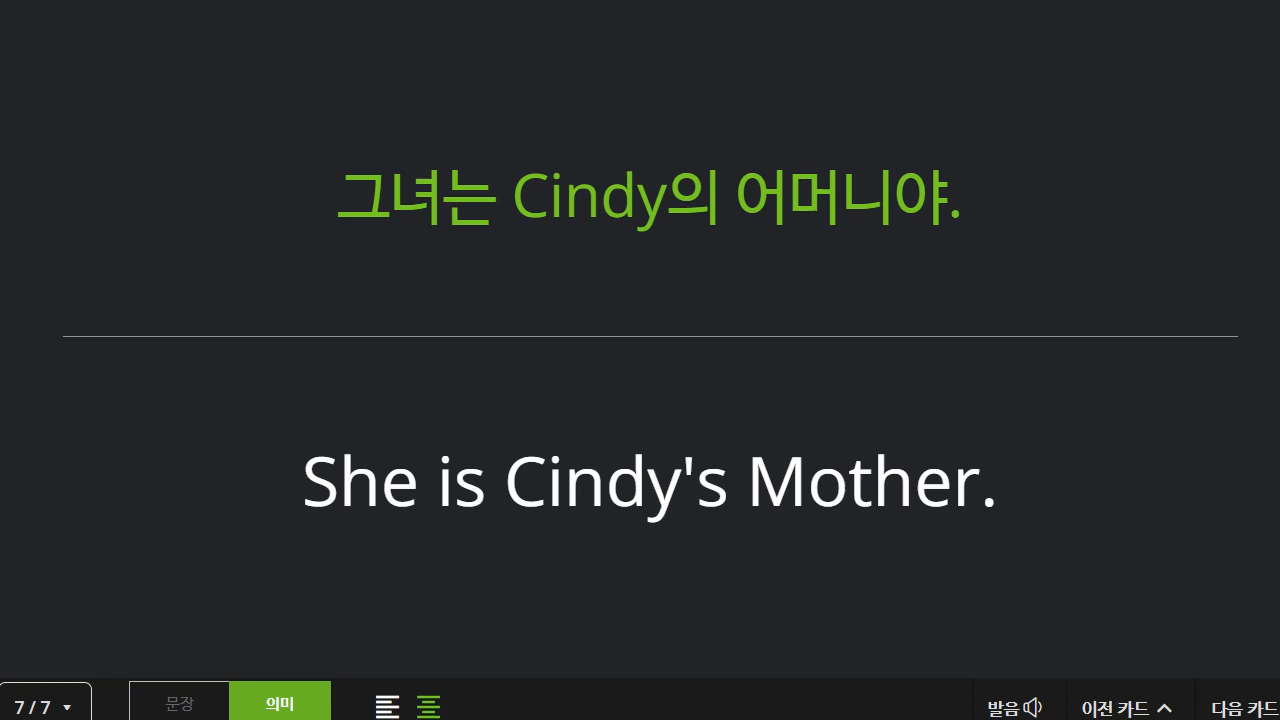 그녀는 Cindy의 어머니야.
She is Cindy's Mother.
7 / 7 문장 의미 발음 이전 카드 다음 카드